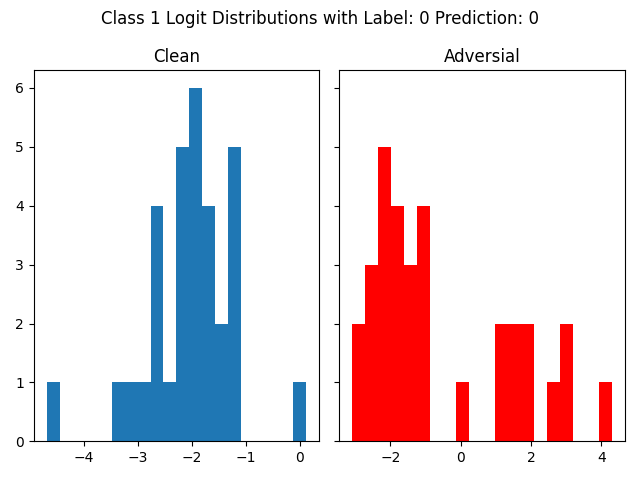 Class 1 Logit Distributions with Label: 0 Prediction: 0
Clean
Adversial
6
5
4
3
2
1
0
−4 −3 −2 −1 0
−2 0 2 4